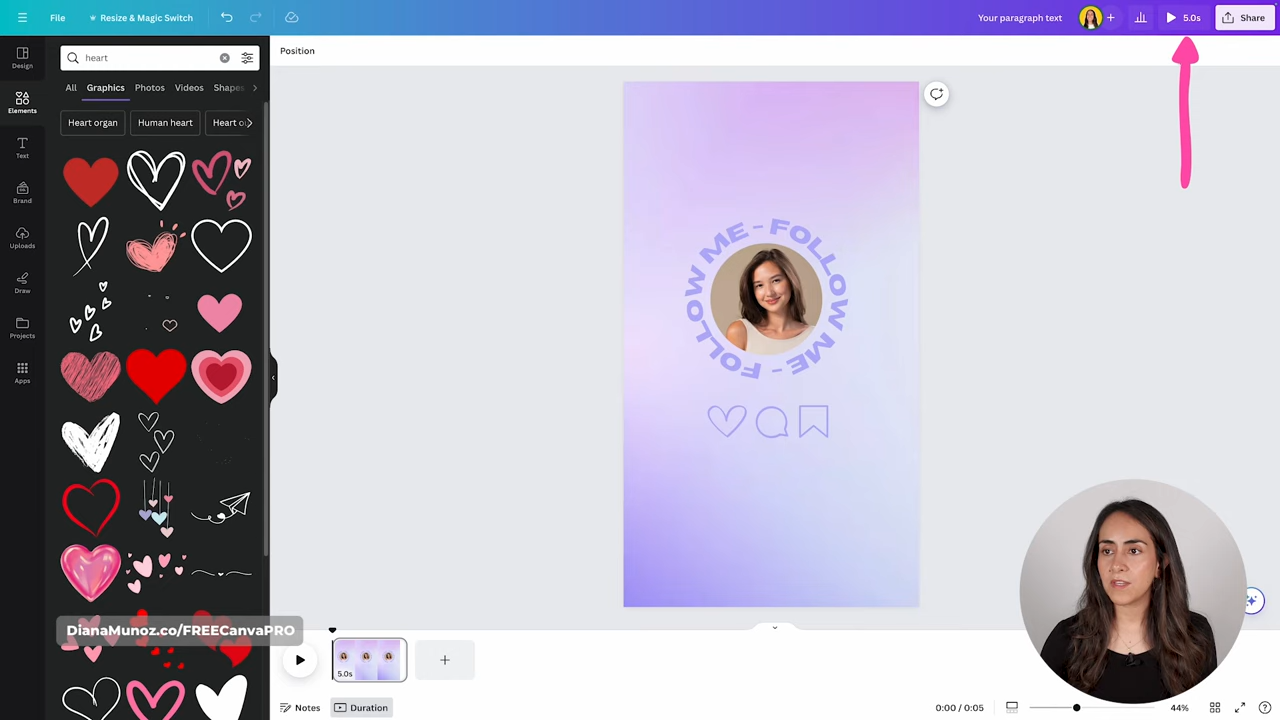 File
Resize & Magic Switch
Your paragraph text
5.0s
Share
Design
Elements
Text
Brand
Uploads
Draw
Projects
Apps
heart
All
Graphics
Photos
Videos
Shapes
Heart organ
Human heart
Position
FOLLOW ME - FOLLOW ME - FOLLOW ME -
DianaMunoz.co/FREECanvaPRO
5.0s
Notes
Duration
0:00 / 0:05
44%